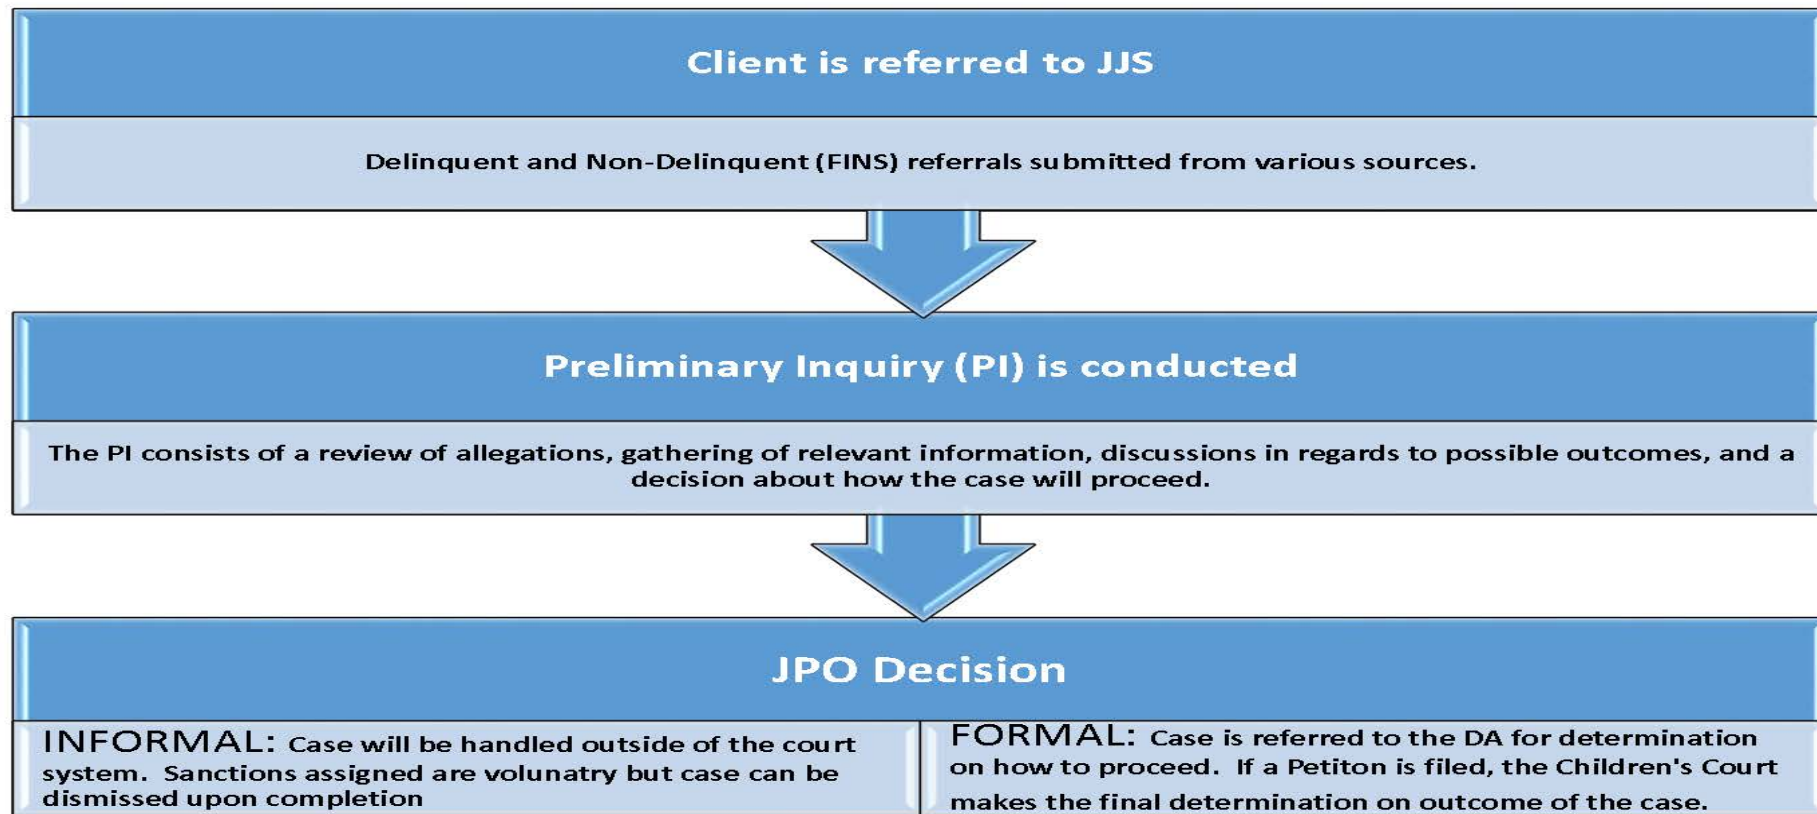 Client is referred to JJS
Delinquent and Non-Delinquent (FINS) referrals submitted from various sources.
Preliminary Inquiry (PI) is conducted
The PI consists of a review of allegations, gathering of relevant information, discussions in regards to possible outcomes, and a
decision about how the case will proceed.
JPO Decision
INFORMAL: Case will be handled outside of the court
system. Sanctions assigned are volunatry but case can be
dismissed upon completion
FORMAL: Case is referred to the DA for determination
on how to proceed. If a Petiton is filed, the Children's Court
makes the final determination on outcome of the case.